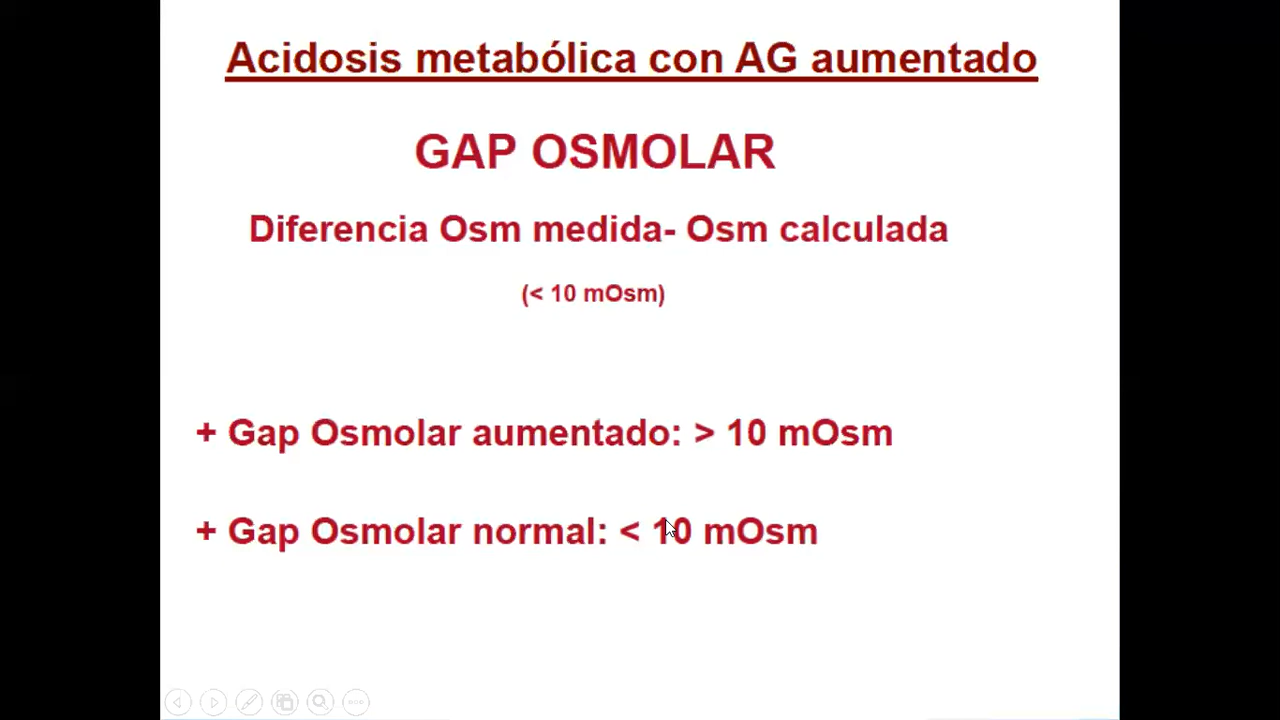 Acidosis metabólica con AG aumentado
GAP OSMOLAR
Diferencia Osm medida- Osm calculada
(< 10 mOsm)
+ Gap Osmolar aumentado: > 10 mOsm
+ Gap Osmolar normal: < 10 mOsm